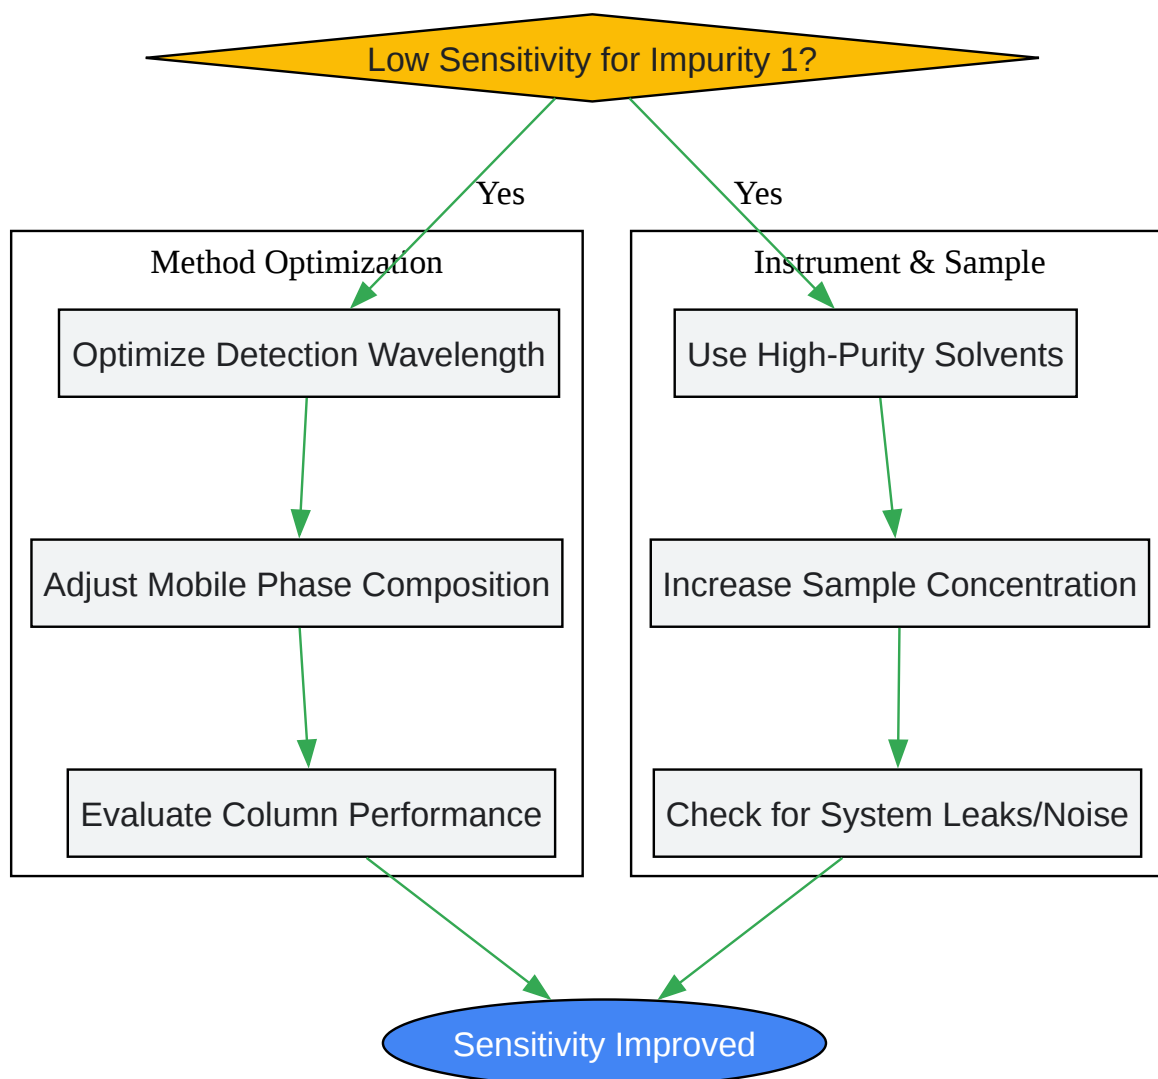 Low Sensitivity for Impurity 1?
Yes
Yes
Method Optimization
Instrument & Sample
Optimize Detection Wavelength
Use High-Purity Solvents
Adjust Mobile Phase Composition
Increase Sample Concentration
Evaluate Column Performance
Check for System Leaks/Noise
Sensitivity Improved